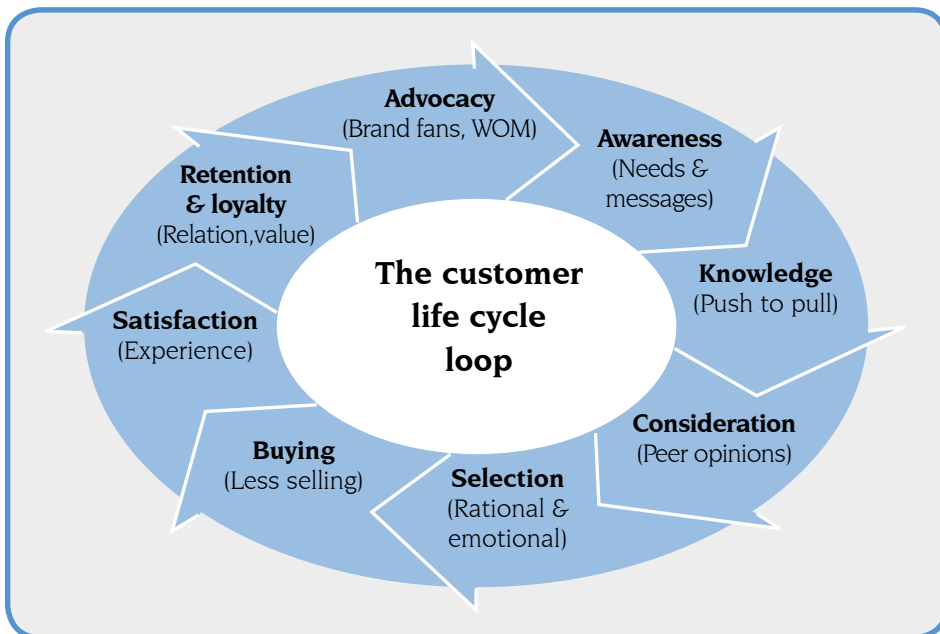 The customer
life cycle
loop
Advocacy
(Brand fans, WOM)
Awareness
(Needs &
messages)
Knowledge
(Push to pull)
Consideration
(Peer opinions)
Selection
(Rational &
emotional)
Buying
(Less selling)
Satisfaction
(Experience)
Retention
& loyalty
(Relation,value)